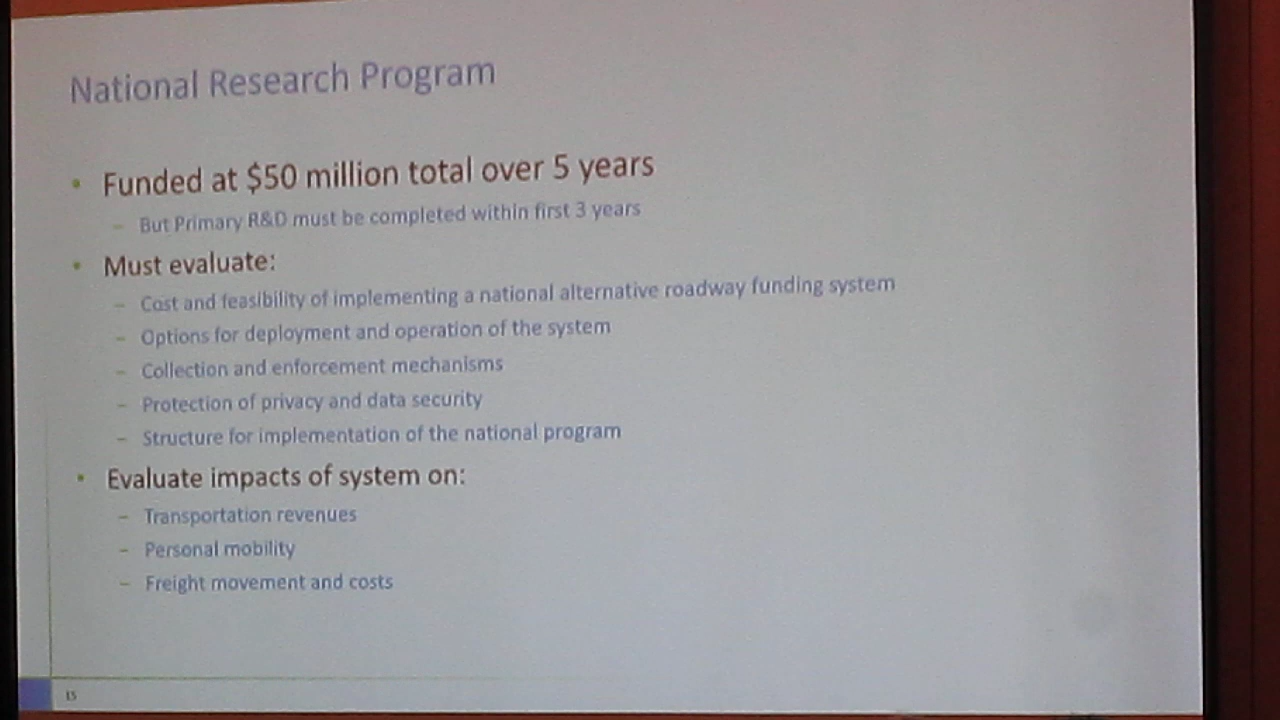 National Research Program
• Funded at $50 million total over 5 years
– But Primary R&D must be completed within first 3 years
• Must evaluate:
– Cost and feasibility of implementing a national alternative roadway funding system
– Options for deployment and operation of the system
– Collection and enforcement mechanisms
– Protection of privacy and data security
– Structure for implementation of the national program
• Evaluate impacts of system on:
– Transportation revenues
– Personal mobility
– Freight movement and costs